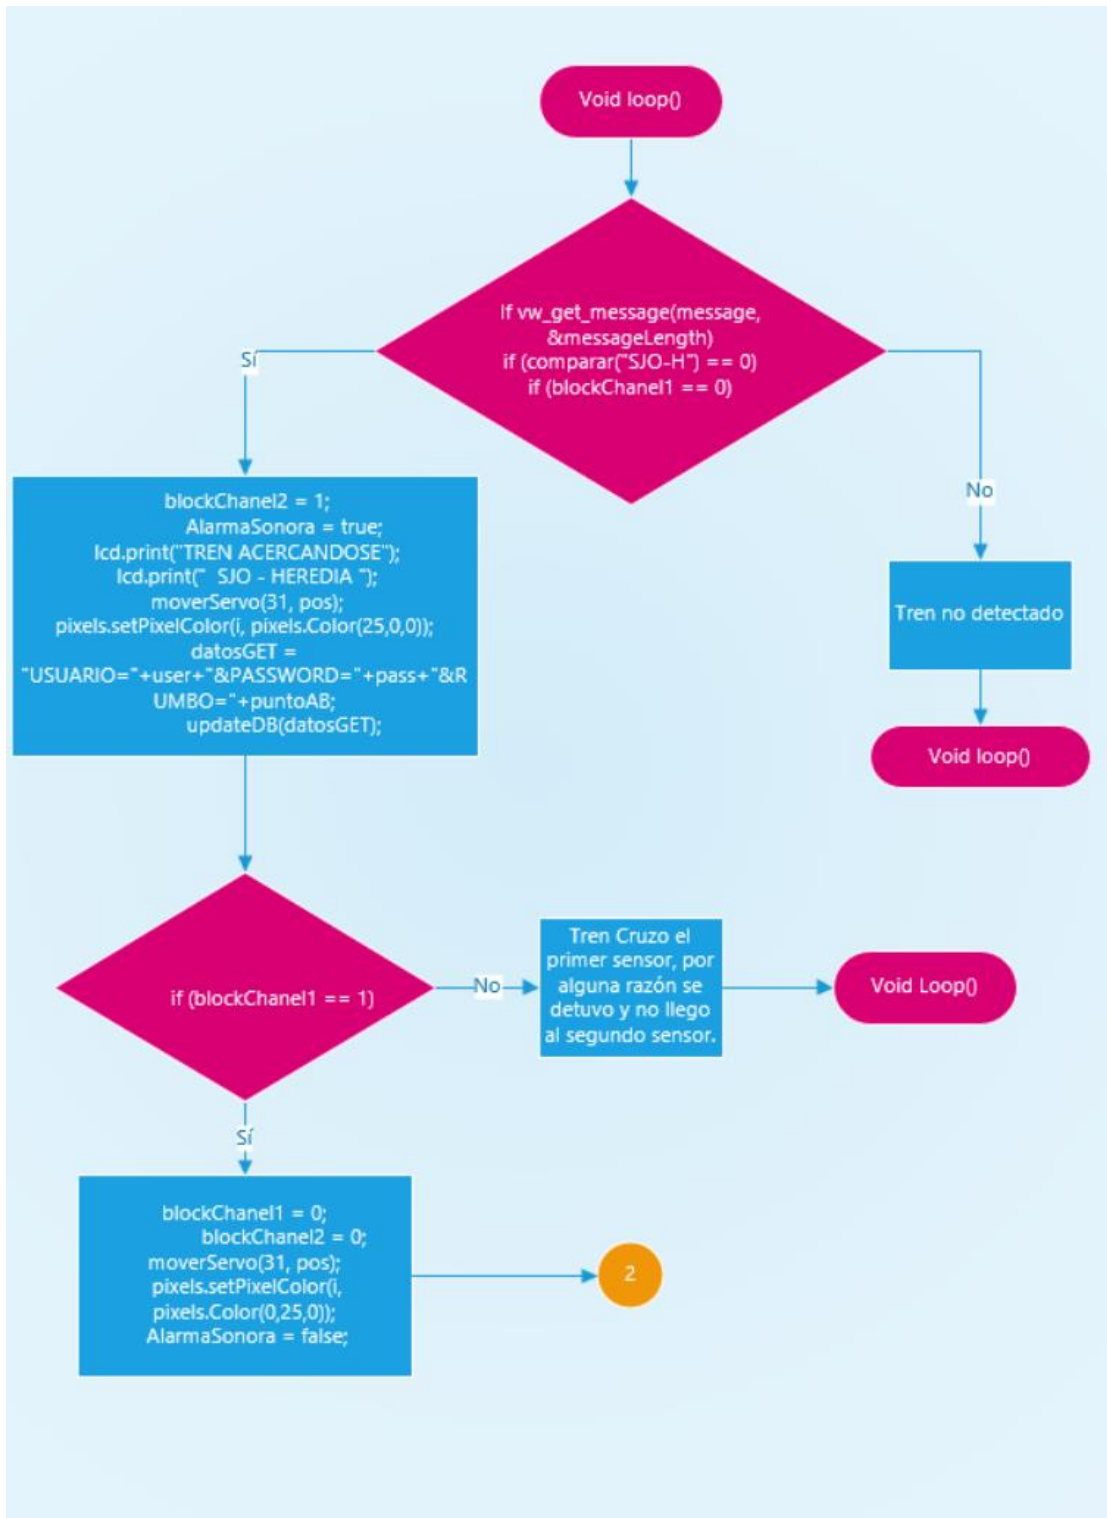 Void loop()
If vw_get_message(message,
&messageLength)
if (comparar("SJO-H") == 0)
if (blockChanel1 == 0)
Sí
No
blockChanel2 = 1;
AlarmaSonora = true;
lcd.print("TREN ACERCANDOSE");
lcd.print("  SJO - HEREDIA ");
moverServo(31, pos);
pixels.setPixelColor(i, pixels.Color(25,0,0));
datosGET =
"USUARIO="+user+"&PASSWORD="+pass+"&R
UMBO="+puntoAB;
updateDB(datosGET);
Tren no detectado
Void loop()
if (blockChanel1 == 1)
No
Tren Cruzo el
primer sensor, por
alguna razón se
detuvo y no llego
al segundo sensor.
Void Loop()
Sí
blockChanel1 = 0;
blockChanel2 = 0;
moverServo(31, pos);
pixels.setPixelColor(i,
pixels.Color(0,25,0));
AlarmaSonora = false;
2